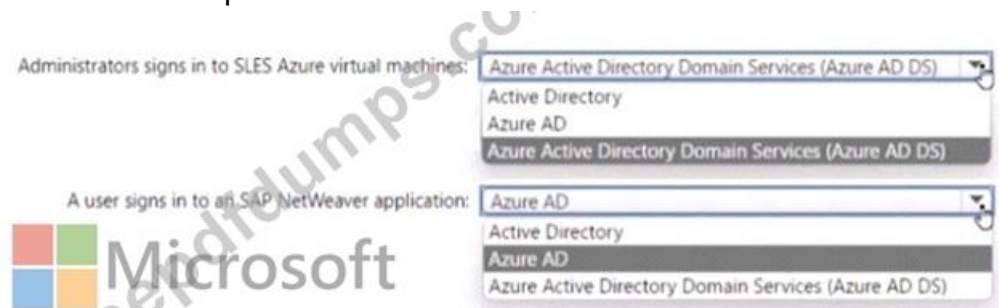 Administrators signs in to SLES Azure virtual machines: Azure Active Directory Domain Services (Azure AD DS)
Active Directory
Azure AD
Azure Active Directory Domain Services (Azure AD DS)
A user signs in to an SAP NetWeaver application: Azure AD
Active Directory
Azure AD
Azure Active Directory Domain Services (Azure AD DS)
Microsoft